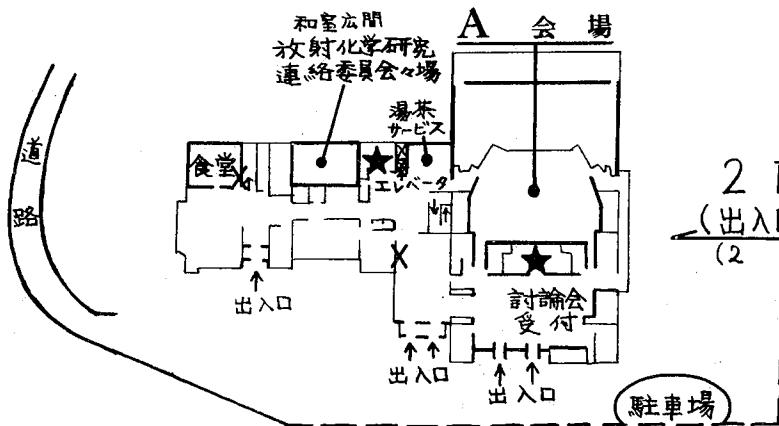 和室広間
放射化学研究
連絡委員会々場
A 会場
湯茶
サービス
食堂
エレベータ
道路
2
(出入
(2
討論会
受付
出入口
出入口
出入口
駐車場